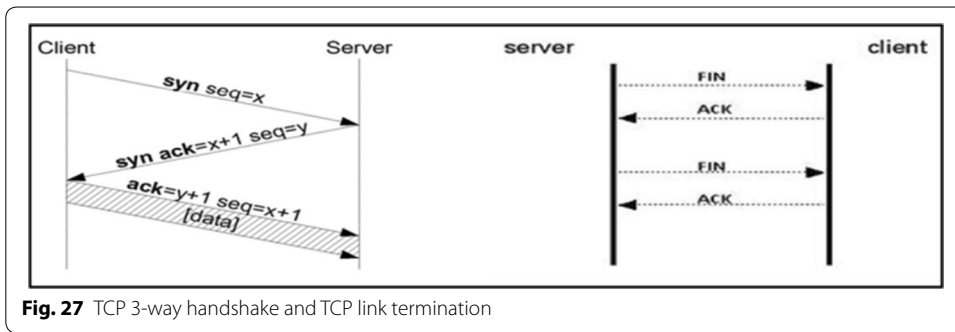 Client
Server
syn seq=x
syn ack=x+1 seq=y
ack=y+1 seq=x+1
[data]
server
client
FIN
ACK
FIN
ACK
Fig. 27 TCP 3-way handshake and TCP link termination